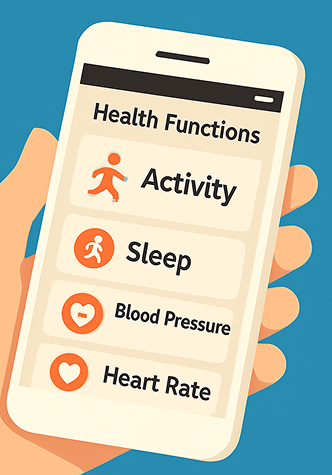 Health Functions
Activity
Sleep
Blood Pressure
Heart Rate